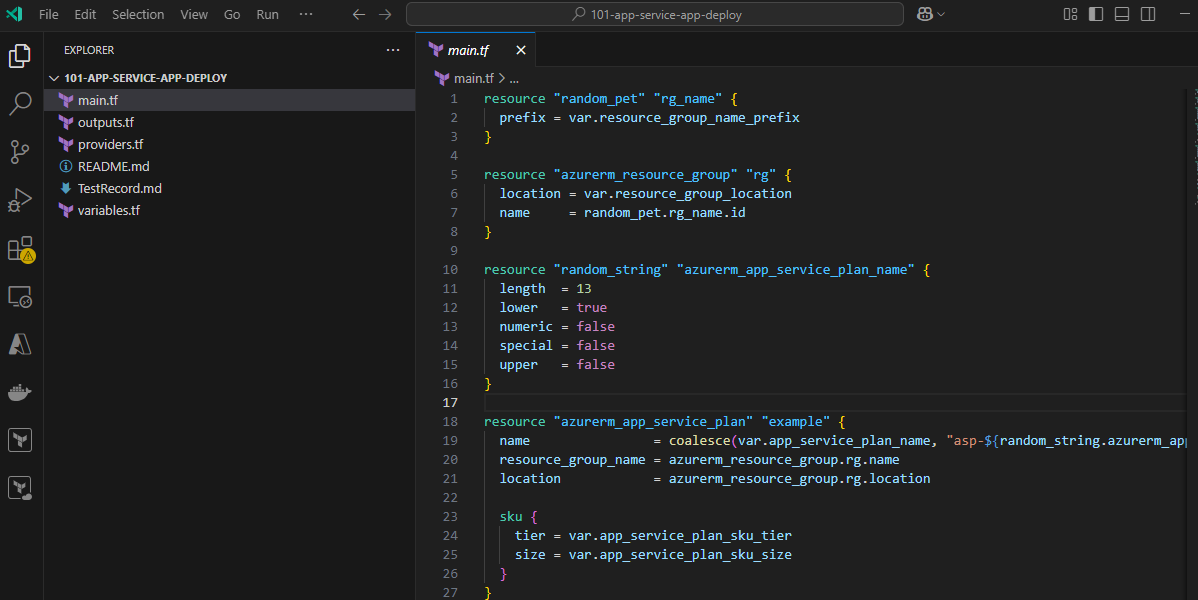 File Edit Selection View Go Run ··· 101-app-service-app-deploy
EXPLORER ···
101-APP-SERVICE-APP-DEPLOY
main.tf
outputs.tf
providers.tf
README.md
TestRecord.md
variables.tf
main.tf
main.tf > ...
1 resource "random_pet" "rg_name" {
2   prefix = var.resource_group_name_prefix
3 }
4
5 resource "azurerm_resource_group" "rg" {
6   location = var.resource_group_location
7   name     = random_pet.rg_name.id
8 }
9
10 resource "random_string" "azurerm_app_service_plan_name" {
11   length  = 13
12   lower   = true
13   numeric = false
14   special = false
15   upper   = false
16 }
17
18 resource "azurerm_app_service_plan" "example" {
19   name                = coalesce(var.app_service_plan_name, "asp-${random_string.azurerm_app
20   resource_group_name = azurerm_resource_group.rg.name
21   location            = azurerm_resource_group.rg.location
22
23   sku {
24     tier = var.app_service_plan_sku_tier
25     size = var.app_service_plan_sku_size
26   }
27 }